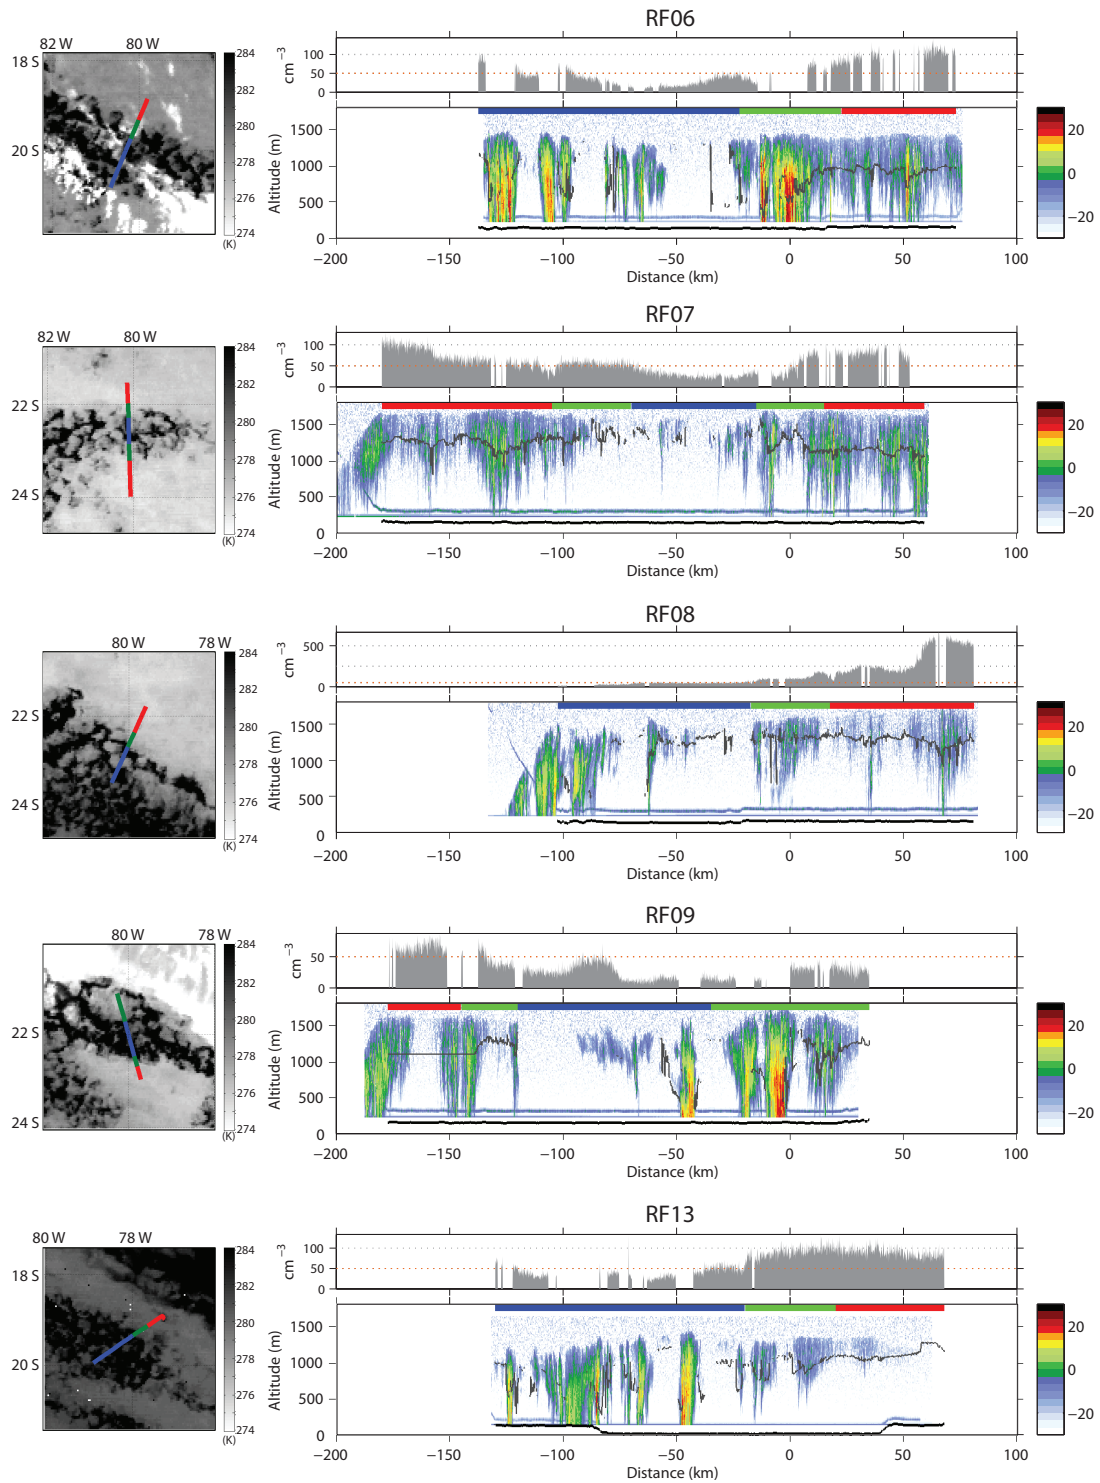 RF06
82 W 80 W
18 S
20 S
284
282
280
278
276
274
(K)
cm−3
100
50
0
Altitude (m)
1500
1000
500
0
−200 −150 −100 −50 0 50 100
Distance (km)
20
0
−20
RF07
82 W 80 W
22 S
24 S
284
282
280
278
276
274
(K)
cm−3
100
50
0
Altitude (m)
1500
1000
500
0
−200 −150 −100 −50 0 50 100
Distance (km)
20
0
−20
RF08
80 W 78 W
22 S
24 S
284
282
280
278
276
274
(K)
cm−3
500
0
Altitude (m)
1500
1000
500
0
−200 −150 −100 −50 0 50 100
Distance (km)
20
0
−20
RF09
80 W 78 W
22 S
24 S
284
282
280
278
276
274
(K)
cm−3
50
0
Altitude (m)
1500
1000
500
0
−200 −150 −100 −50 0 50 100
Distance (km)
20
0
−20
RF13
80 W 78 W
18 S
20 S
284
282
280
278
276
274
(K)
cm−3
100
50
0
Altitude (m)
1500
1000
500
0
−200 −150 −100 −50 0 50 100
Distance (km)
20
0
−20